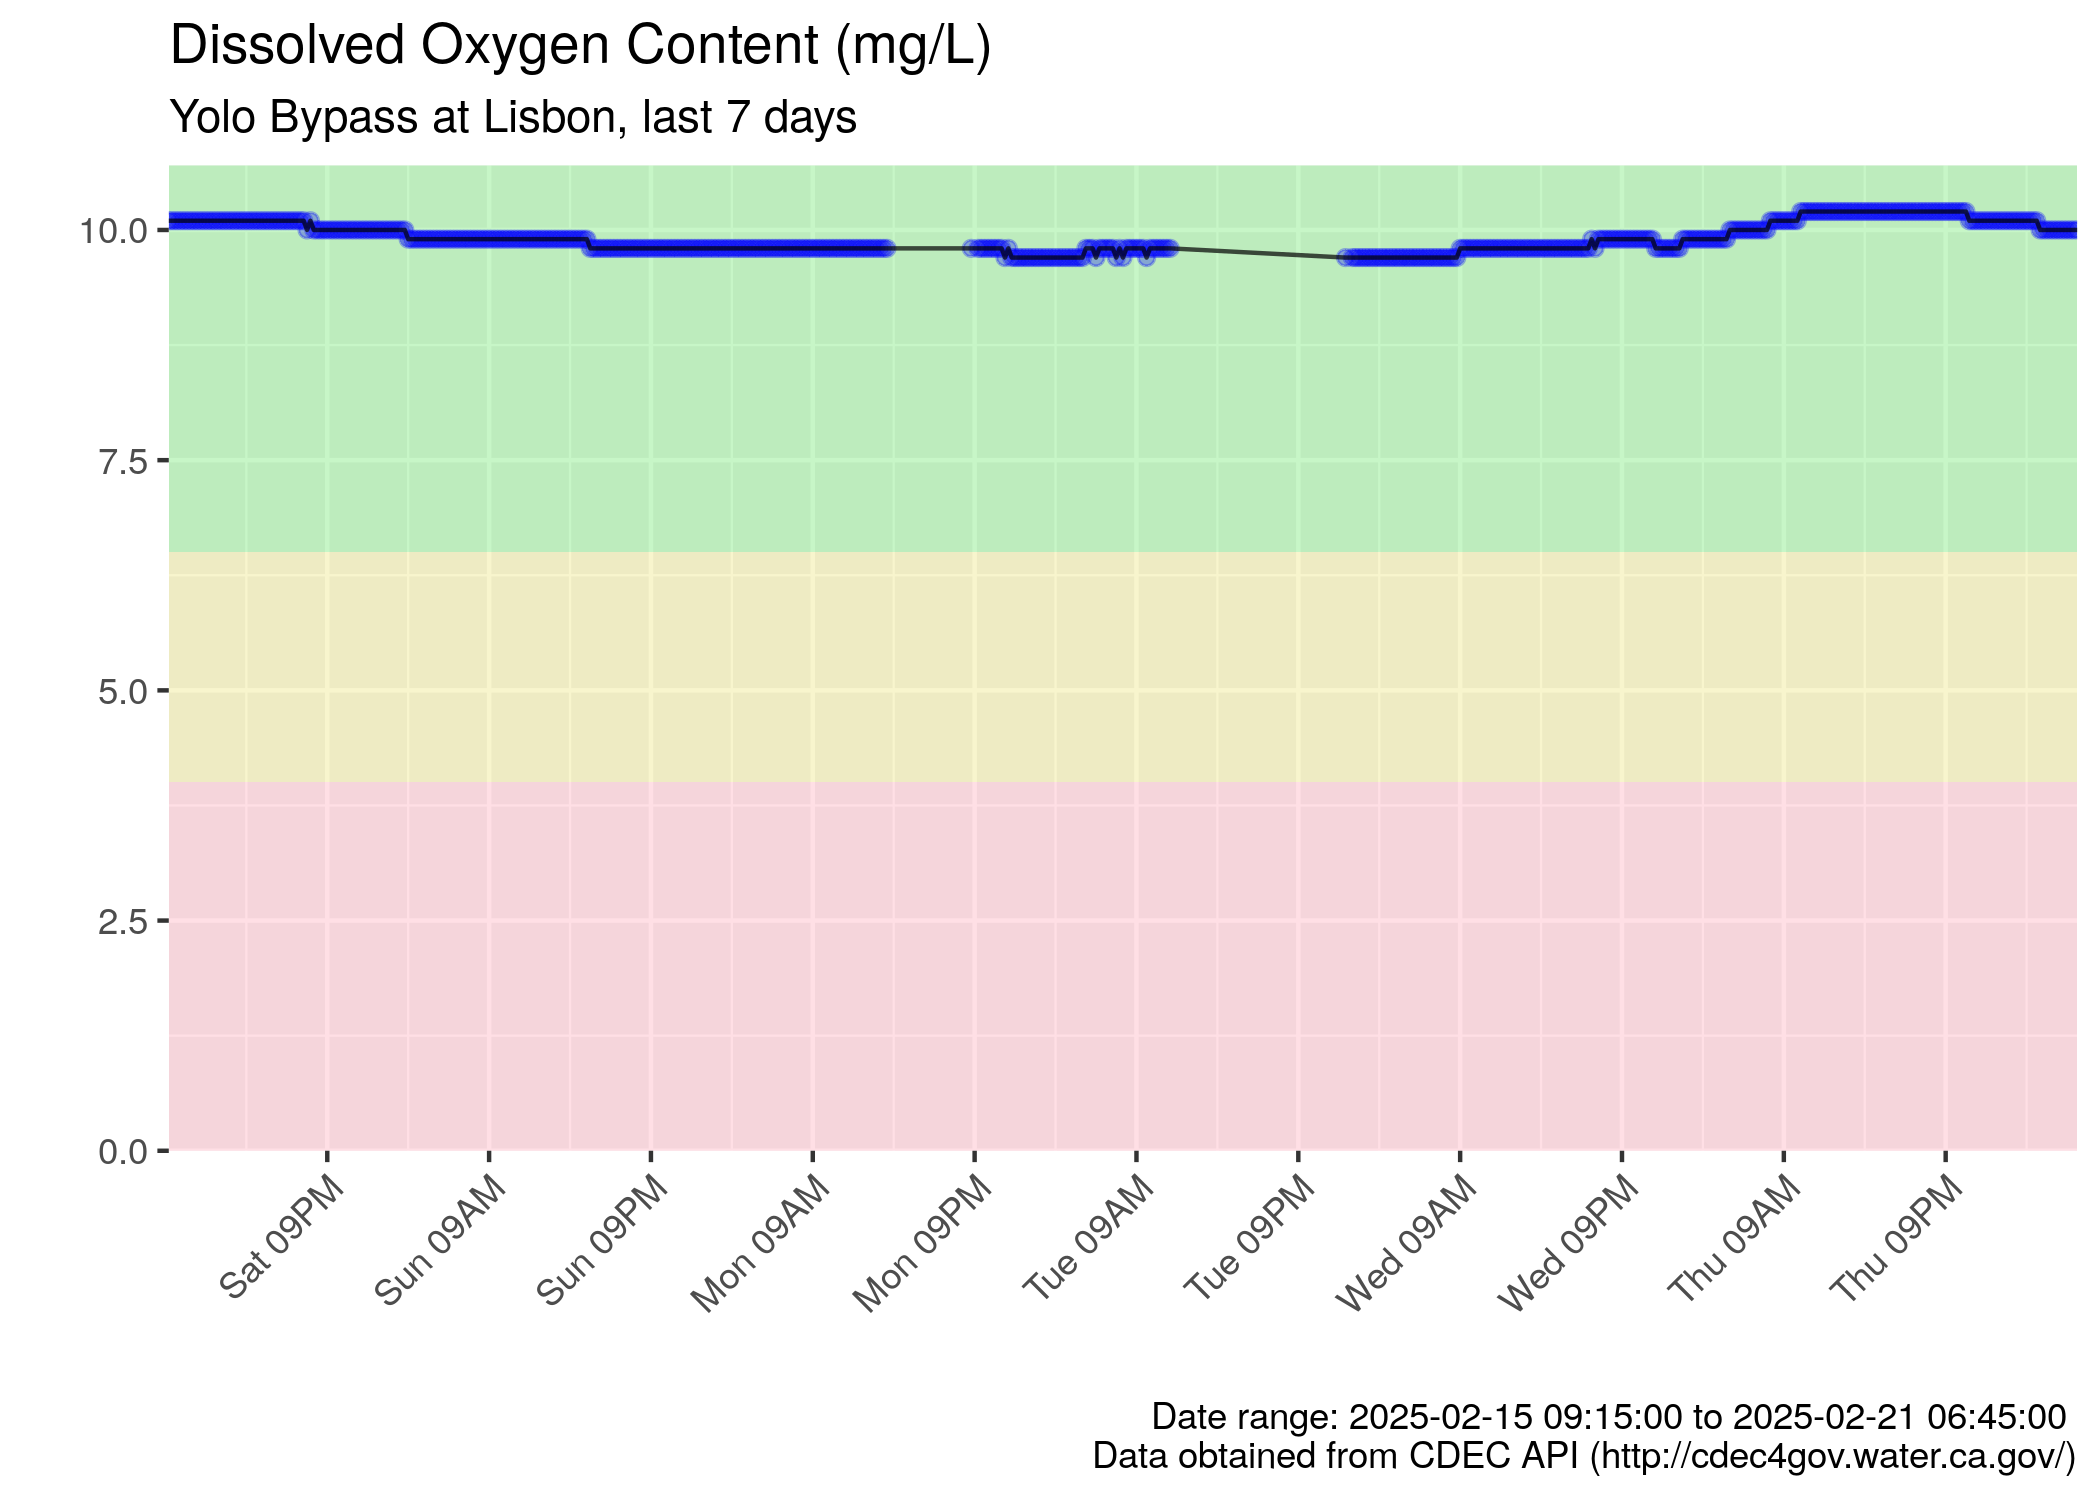 Dissolved Oxygen Content (mg/L)
Yolo Bypass at Lisbon, last 7 days
10.0
7.5
5.0
2.5
0.0
Sat 09PM
Sun 09AM
Sun 09PM
Mon 09AM
Mon 09PM
Tue 09AM
Tue 09PM
Wed 09AM
Wed 09PM
Thu 09AM
Thu 09PM
Date range: 2025-02-15 09:15:00 to 2025-02-21 06:45:00
Data obtained from CDEC API (http://cdec4gov.water.ca.gov/)